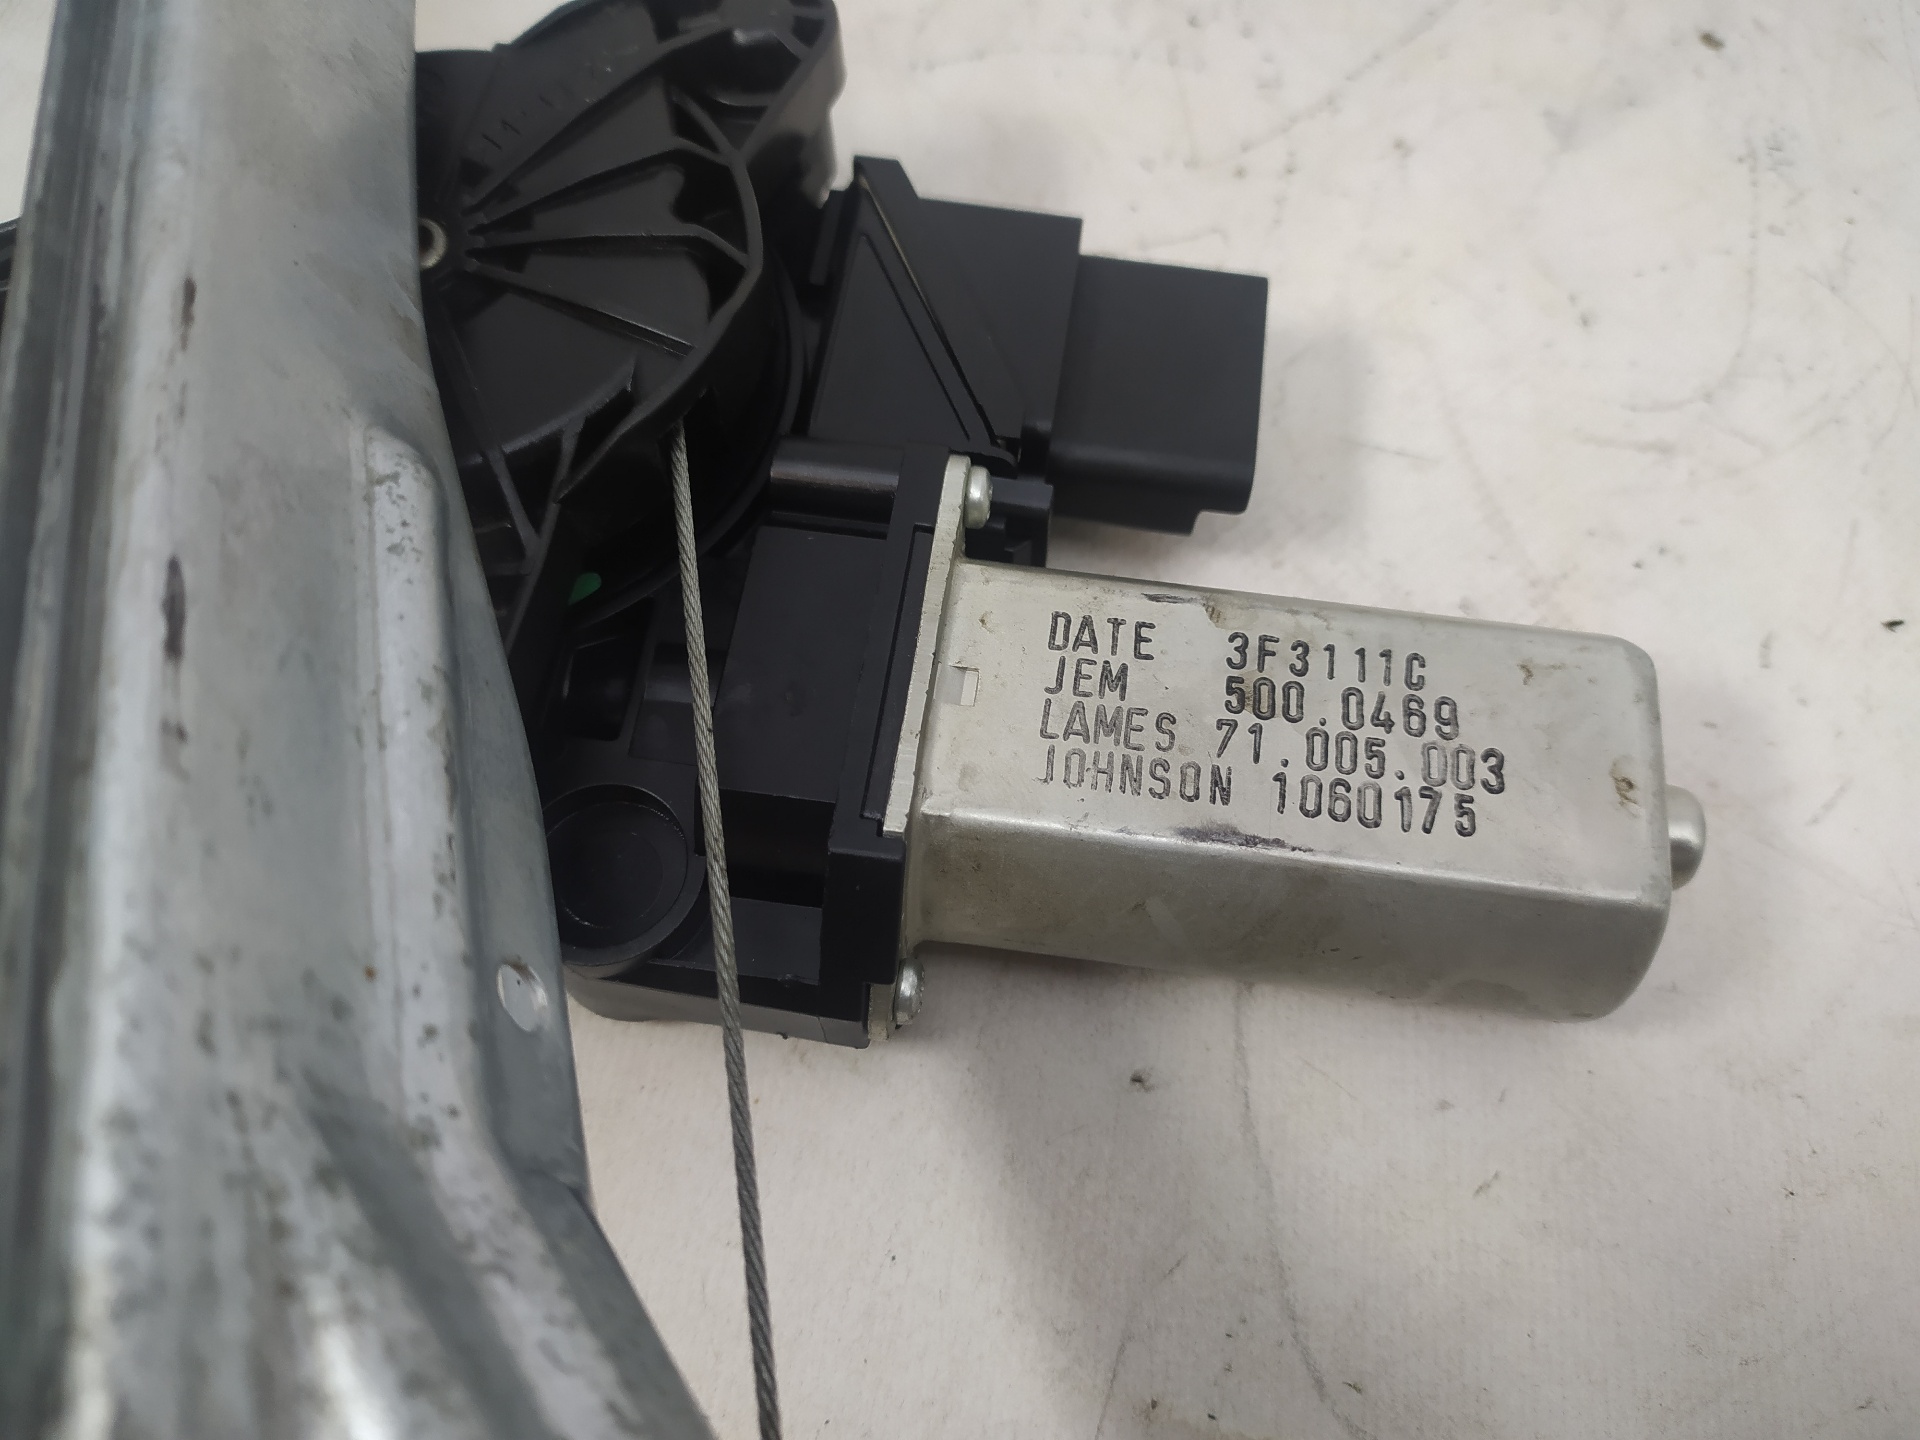 DATE 3F3111C
JEM 500.0469
LAMES 71.005.003
JOHNSON 1060175